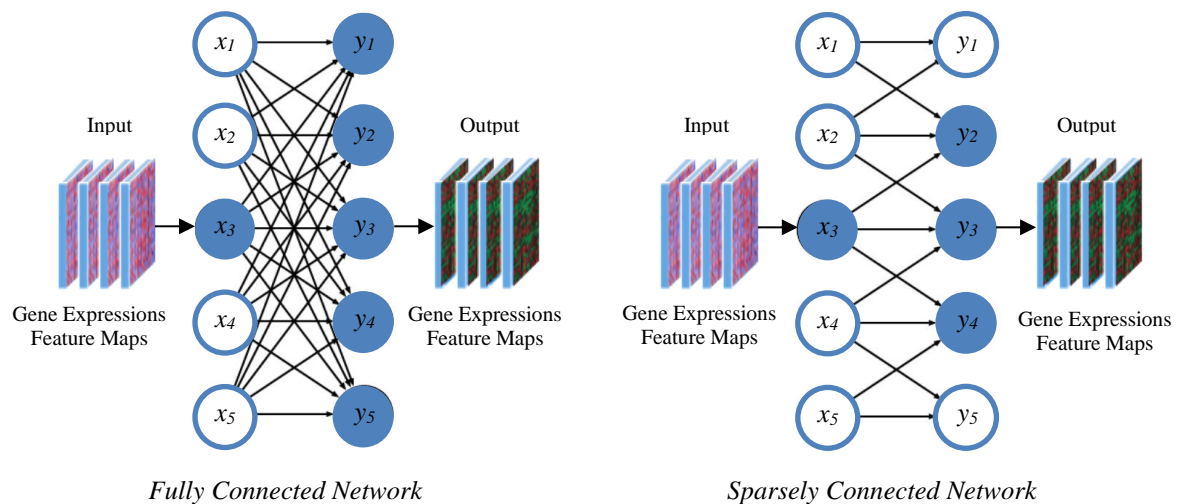 x1
y1
x2
y2
Input
Output
x3
y3
Gene Expressions
Feature Maps
x4
y4
Gene Expressions
Feature Maps
x5
y5
Fully Connected Network
x1
y1
x2
y2
Input
Output
x3
y3
Gene Expressions
Feature Maps
x4
y4
Gene Expressions
Feature Maps
x5
y5
Sparsely Connected Network